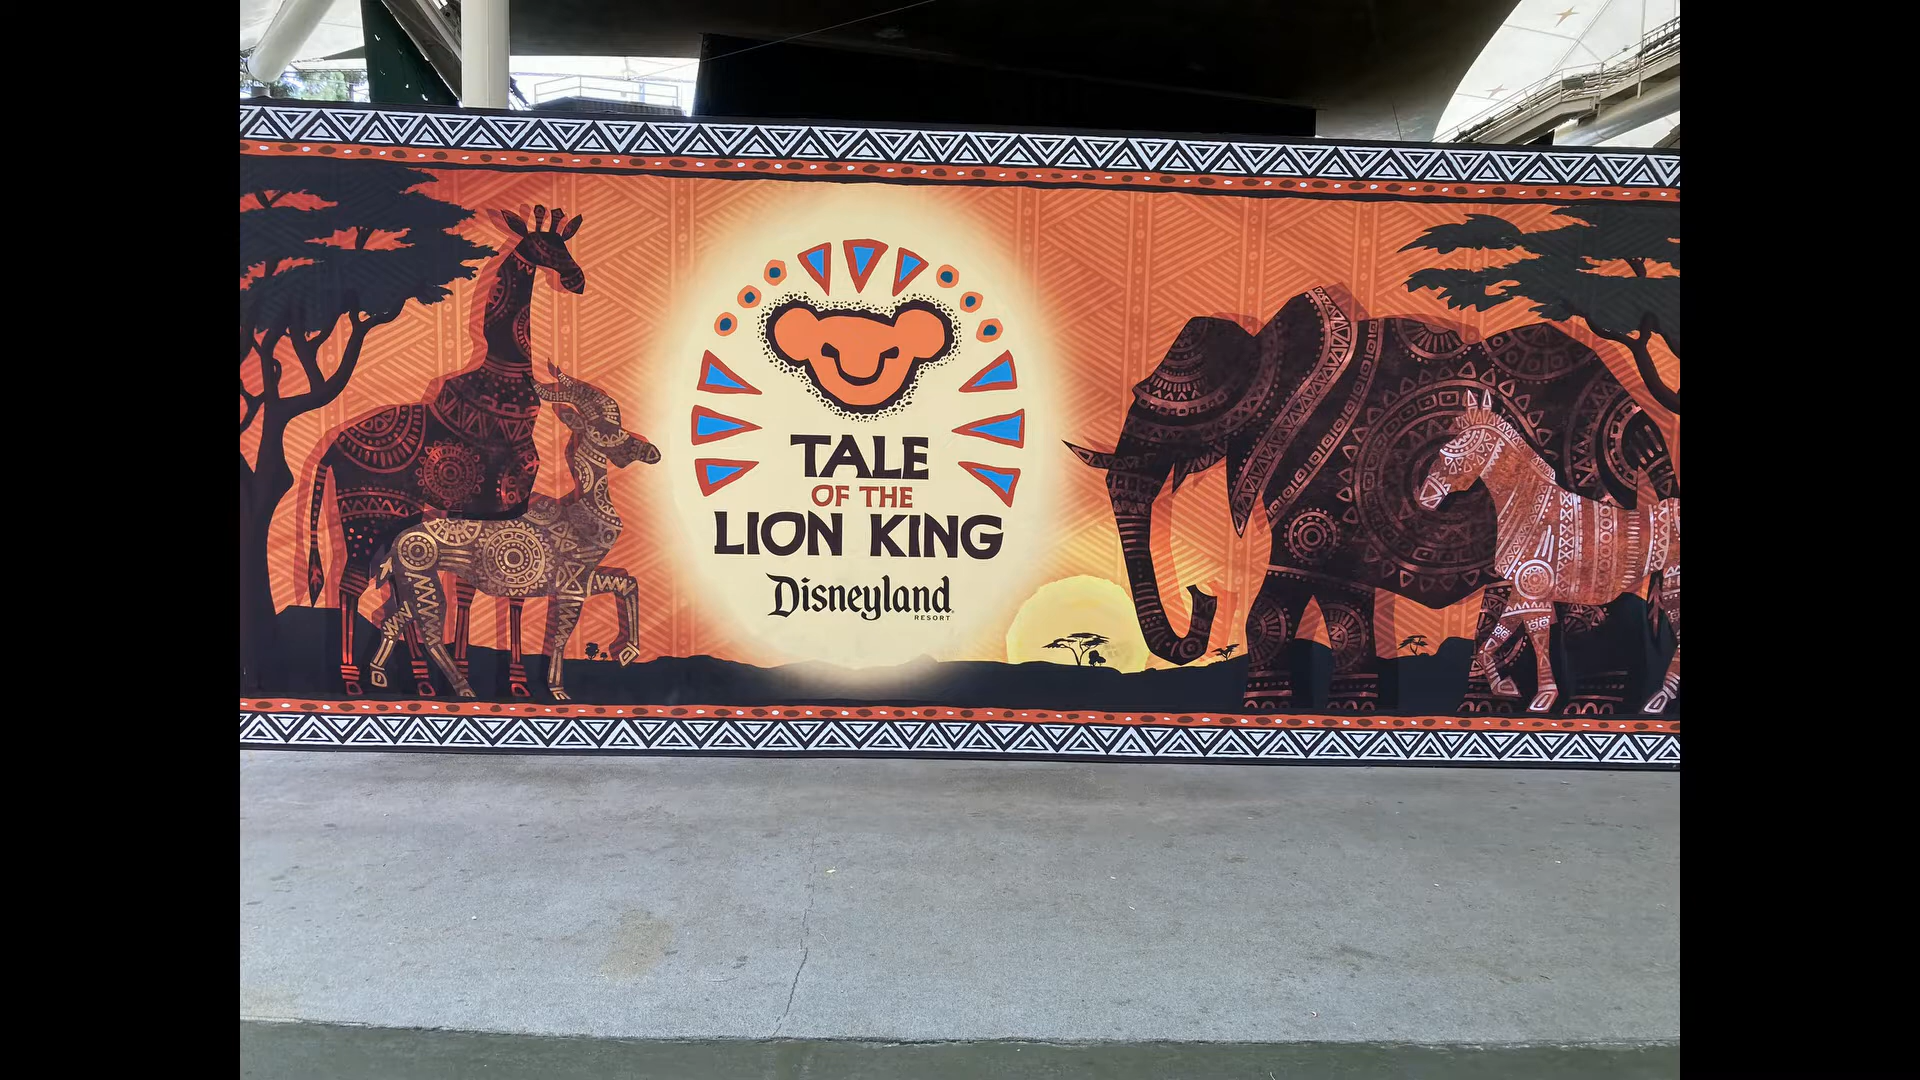 TALE
OF THE
LION KING
Disneyland
RESORT